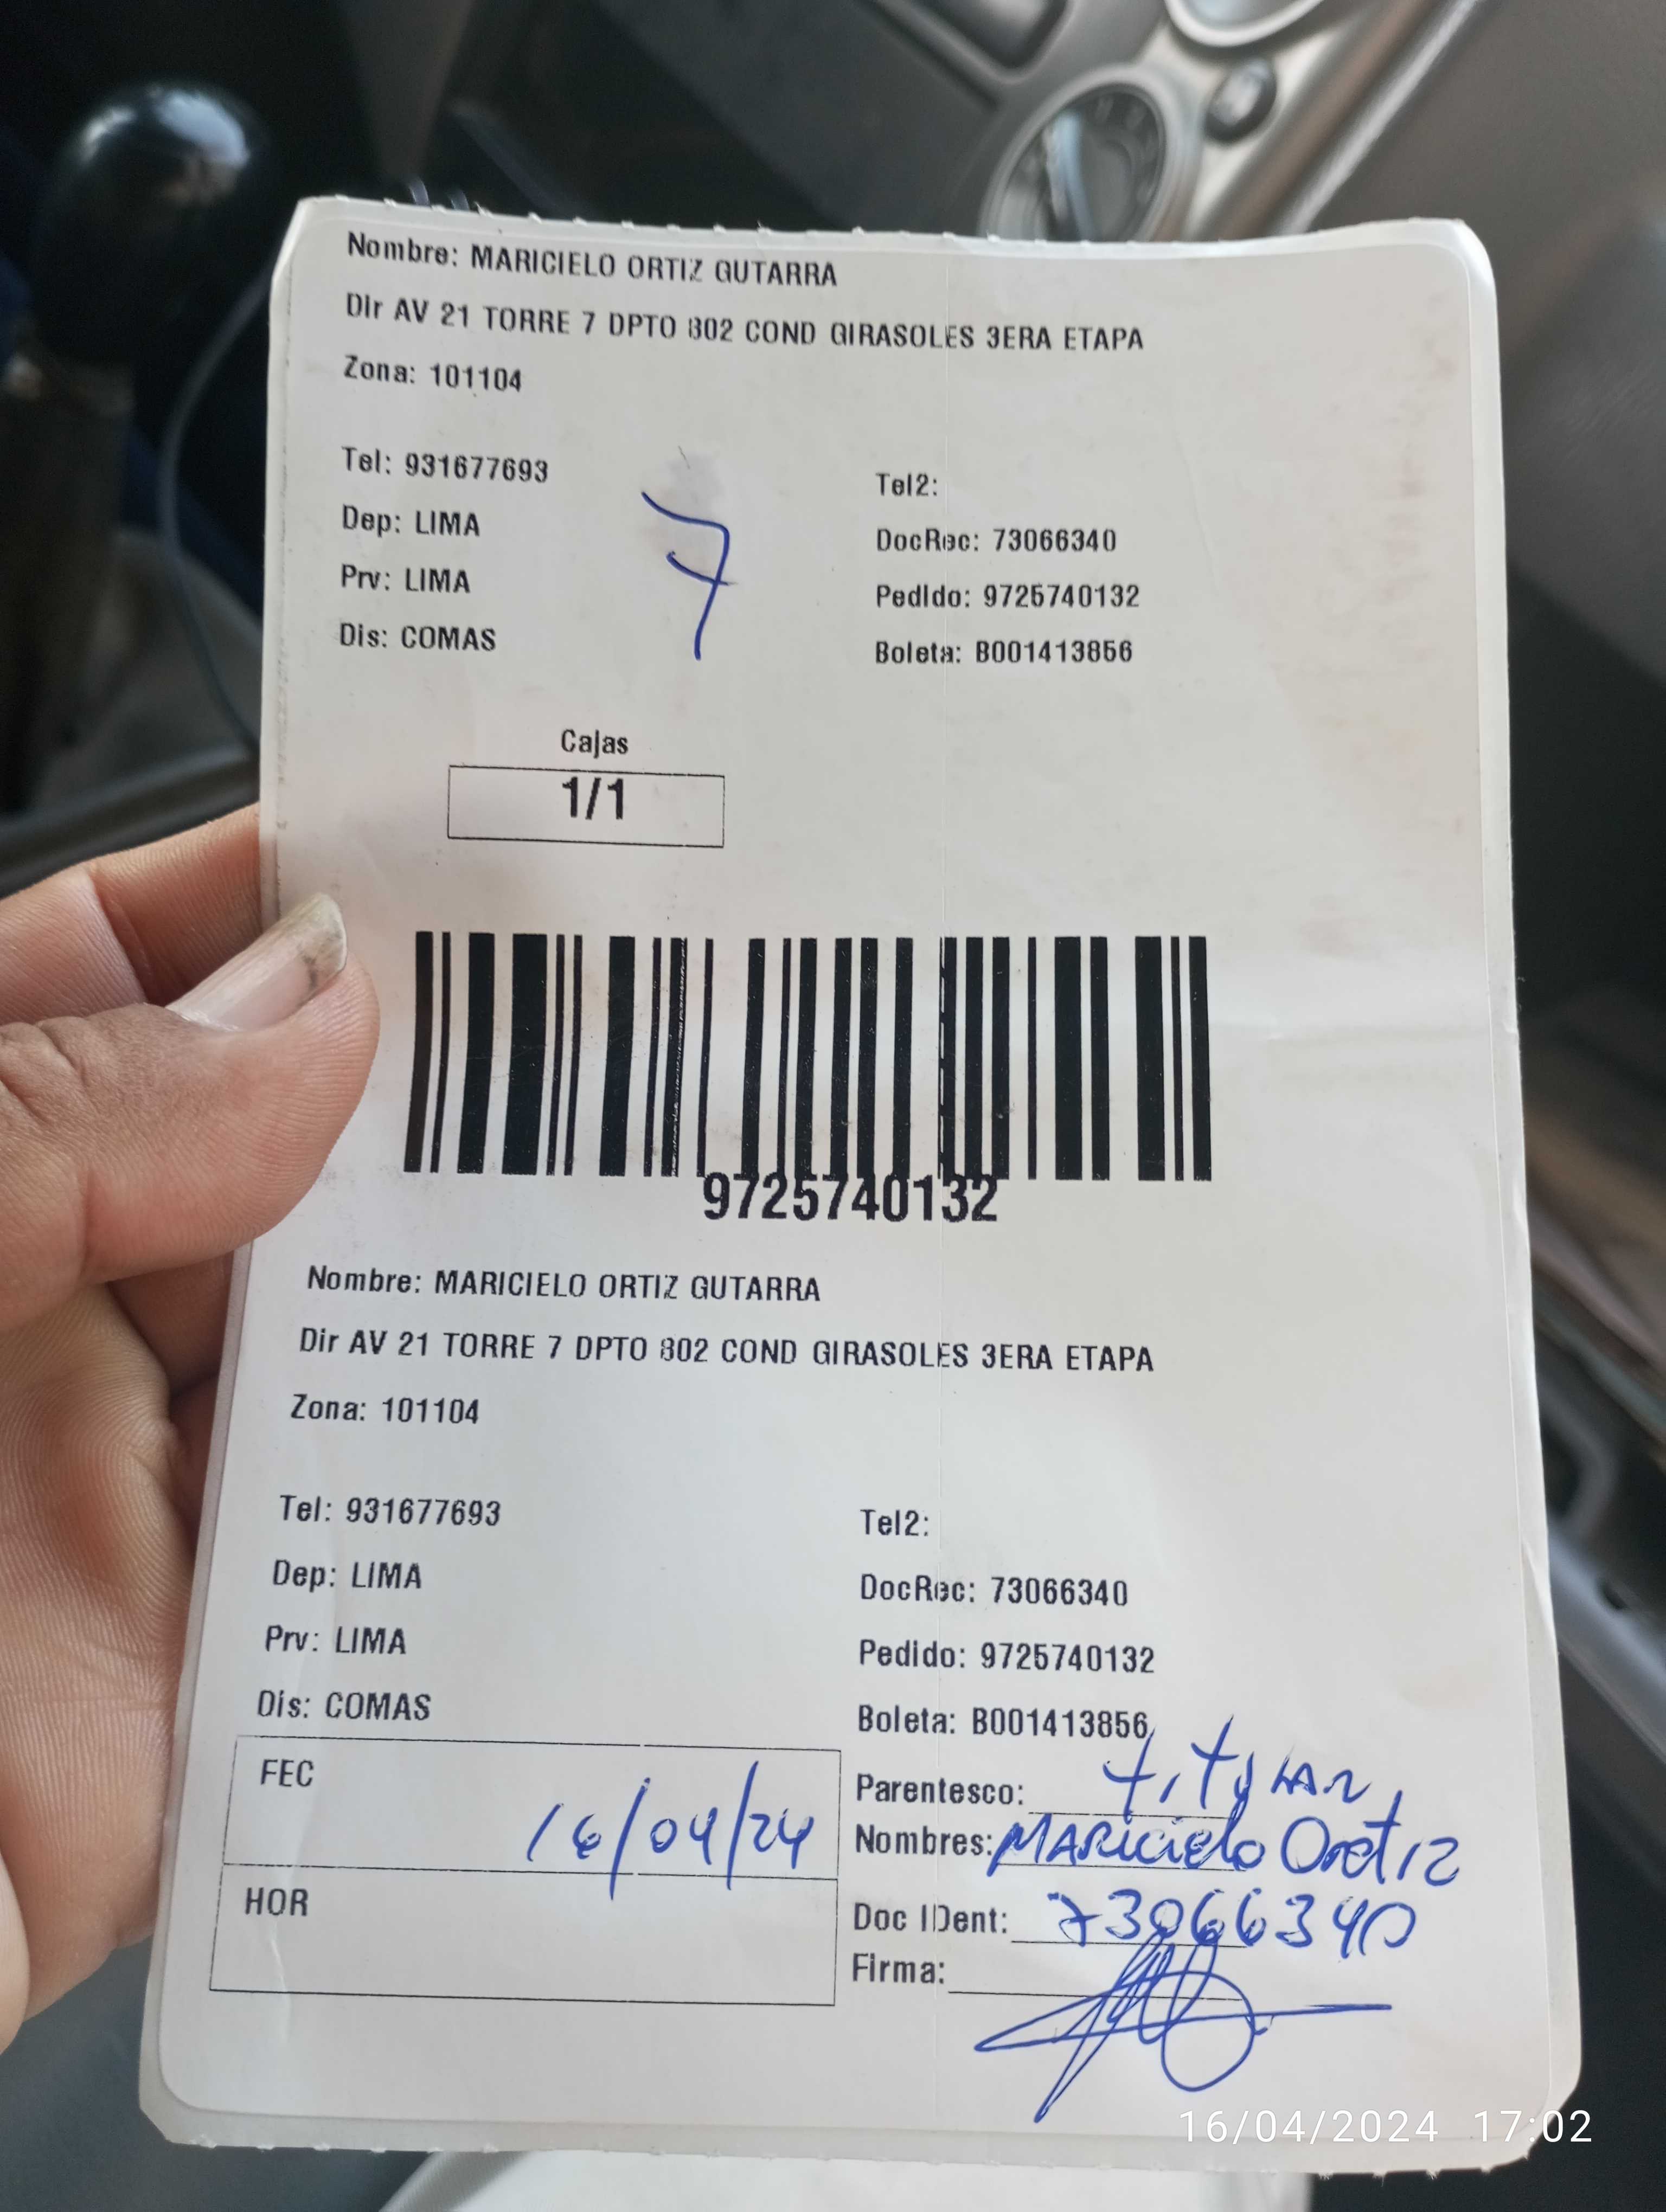 Nombre: MARICIELO ORTIZ GUTARRA
Dir AV 21 TORRE 7 DPTO 802 COND GIRASOLES 3ERA ETAPA
Zona: 101104
Tel: 931677693
Tel2:
Dep: LIMA
DocRec: 73066340
Prv: LIMA
Pedido: 9725740132
Dis: COMAS
Boleta: B001413856
7
Cajas
1/1
9725740132
Nombre: MARICIELO ORTIZ GUTARRA
Dir AV 21 TORRE 7 DPTO 802 COND GIRASOLES 3ERA ETAPA
Zona: 101104
Tel: 931677693
Tel2:
Dep: LIMA
DocRec: 73066340
Prv: LIMA
Pedido: 9725740132
Dis: COMAS
Boleta: B001413856
FEC 16/04/24
Parentesco: titular
Nombres: Maricielo Ortiz
HOR
Doc IDent: 73066340
Firma:
16/04/2024 17:02